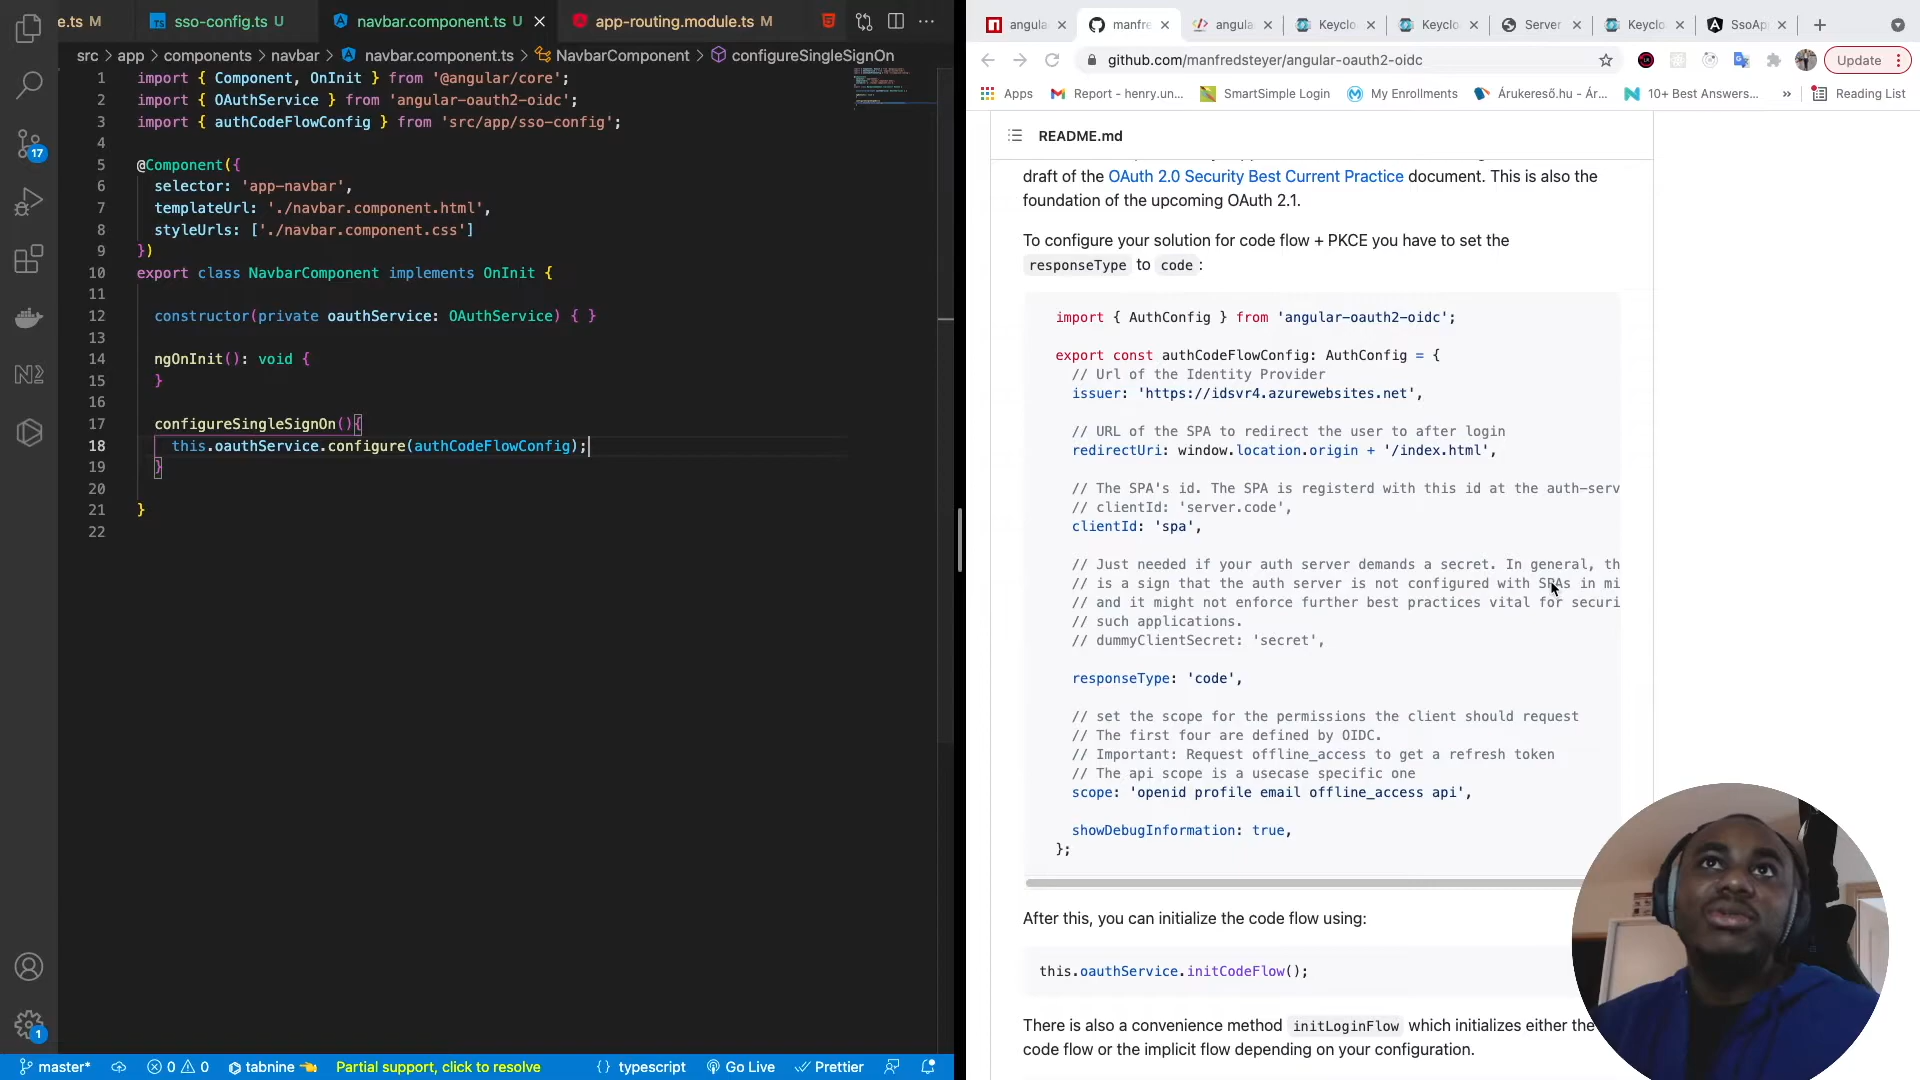 e.ts M
sso-config.ts U
navbar.component.ts U
app-routing.module.ts M
src > app > components > navbar > navbar.component.ts > NavbarComponent > configureSingleSignOn
1 import { Component, OnInit } from '@angular/core';
2 import { OAuthService } from 'angular-oauth2-oidc';
3 import { authCodeFlowConfig } from 'src/app/sso-config';
4
5 @Component({
6 selector: 'app-navbar',
7 templateUrl: './navbar.component.html',
8 styleUrls: ['./navbar.component.css']
9 })
10 export class NavbarComponent implements OnInit {
11
12 constructor(private oauthService: OAuthService) { }
13
14 ngOnInit(): void {
15 }
16
17 configureSingleSignOn(){
18 this.oauthService.configure(authCodeFlowConfig);
19 }
20
21 }
22
17
1
master* 0 0 tabnine Partial support, click to resolve { } typescript Go Live Prettier
angula manfre angula Keyclo Keyclo Server Keyclo SsoAp
github.com/manfredsteyer/angular-oauth2-oidc
Update
Apps Report - henry.un... SmartSimple Login My Enrollments Árukereső.hu - Ár... 10+ Best Answers... » Reading List
README.md
draft of the OAuth 2.0 Security Best Current Practice document. This is also the
foundation of the upcoming OAuth 2.1.
To configure your solution for code flow + PKCE you have to set the
responseType to code :
import { AuthConfig } from 'angular-oauth2-oidc';
export const authCodeFlowConfig: AuthConfig = {
// Url of the Identity Provider
issuer: 'https://idsvr4.azurewebsites.net',
// URL of the SPA to redirect the user to after login
redirectUri: window.location.origin + '/index.html',
// The SPA's id. The SPA is registerd with this id at the auth-serv
// clientId: 'server.code',
clientId: 'spa',
// Just needed if your auth server demands a secret. In general, th
// is a sign that the auth server is not configured with SPAs in mi
// and it might not enforce further best practices vital for securi
// such applications.
// dummyClientSecret: 'secret',
responseType: 'code',
// set the scope for the permissions the client should request
// The first four are defined by OIDC.
// Important: Request offline_access to get a refresh token
// The api scope is a usecase specific one
scope: 'openid profile email offline_access api',
showDebugInformation: true,
};
After this, you can initialize the code flow using:
this.oauthService.initCodeFlow();
There is also a convenience method initLoginFlow which initializes either the
code flow or the implicit flow depending on your configuration.